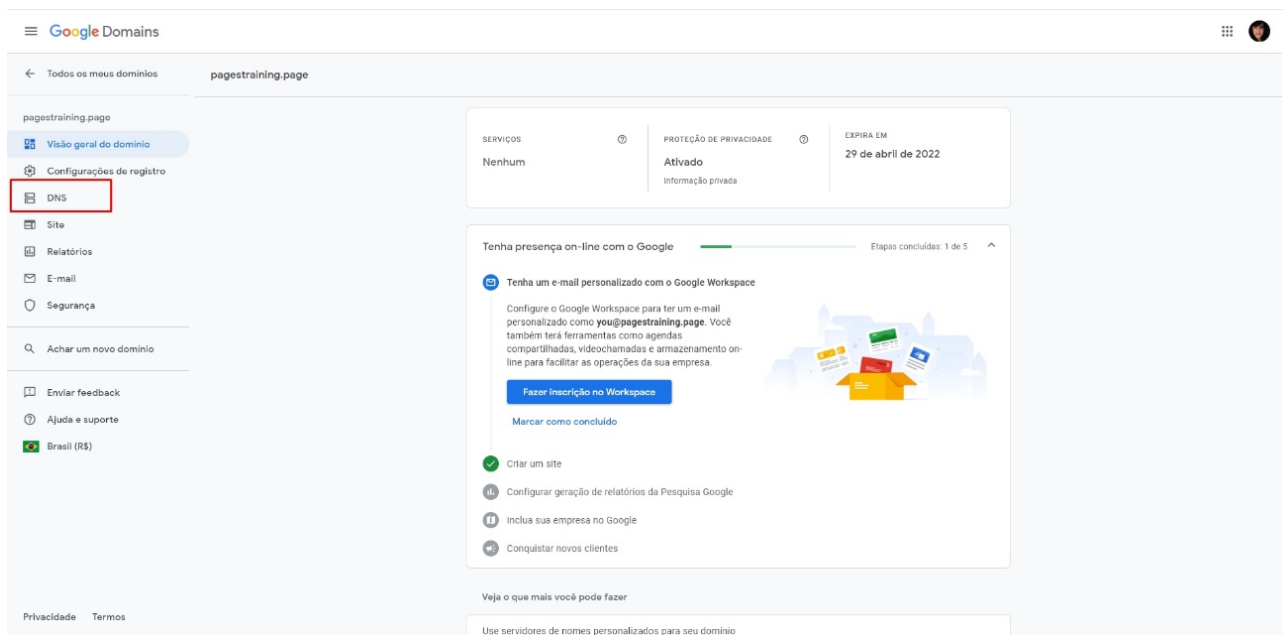 Google Domains
Todos os meus domínios
pagestraining.page
pagestraining.page
Visão geral do domínio
Configurações de registro
DNS
Site
Relatórios
E-mail
Segurança
Achar um novo domínio
Enviar feedback
Ajuda e suporte
Brasil (R$)
Privacidade Termos
SERVIÇOS
Nenhum
PROTEÇÃO DE PRIVACIDADE
Ativado
Informação privada
EXPIRA EM
29 de abril de 2022
Tenha presença on-line com o Google
Etapas concluídas: 1 de 5
Tenha um e-mail personalizado com o Google Workspace
Configure o Google Workspace para ter um e-mail
personalizado como you@pagestraining.page. Você
também terá ferramentas como agendas
compartilhadas, videochamadas e armazenamento on-
line para facilitar as operações da sua empresa.
Fazer inscrição no Workspace
Marcar como concluído
Criar um site
Configurar geração de relatórios da Pesquisa Google
Inclua sua empresa no Google
Conquistar novos clientes
Veja o que mais você pode fazer
Use servidores de nomes personalizados para seu domínio